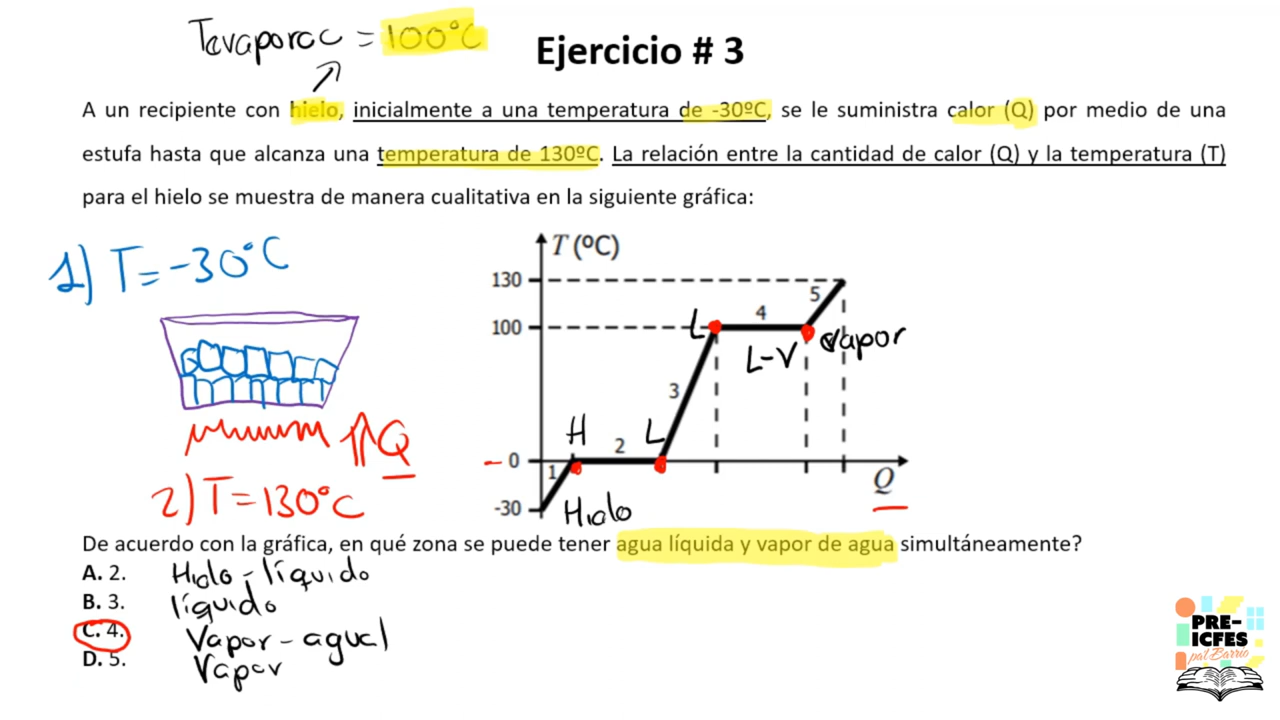 Tevaporac = 100°C
Ejercicio # 3
A un recipiente con hielo, inicialmente a una temperatura de -30ºC, se le suministra calor (Q) por medio de una
estufa hasta que alcanza una temperatura de 130ºC. La relación entre la cantidad de calor (Q) y la temperatura (T)
para el hielo se muestra de manera cualitativa en la siguiente gráfica:
1) T = -30°C
T (ºC)
130
5
4
100
L
L-V
vapor
3
H
L
2
Q
- 0
1
Q
-30
Hielo
2) T = 130°C
De acuerdo con la gráfica, en qué zona se puede tener agua líquida y vapor de agua simultáneamente?
A. 2. Hielo - líquido
B. 3. líquido
C. 4. Vapor - agual
D. 5. Vapor
PRE-
ICFES
pa'l Barrio